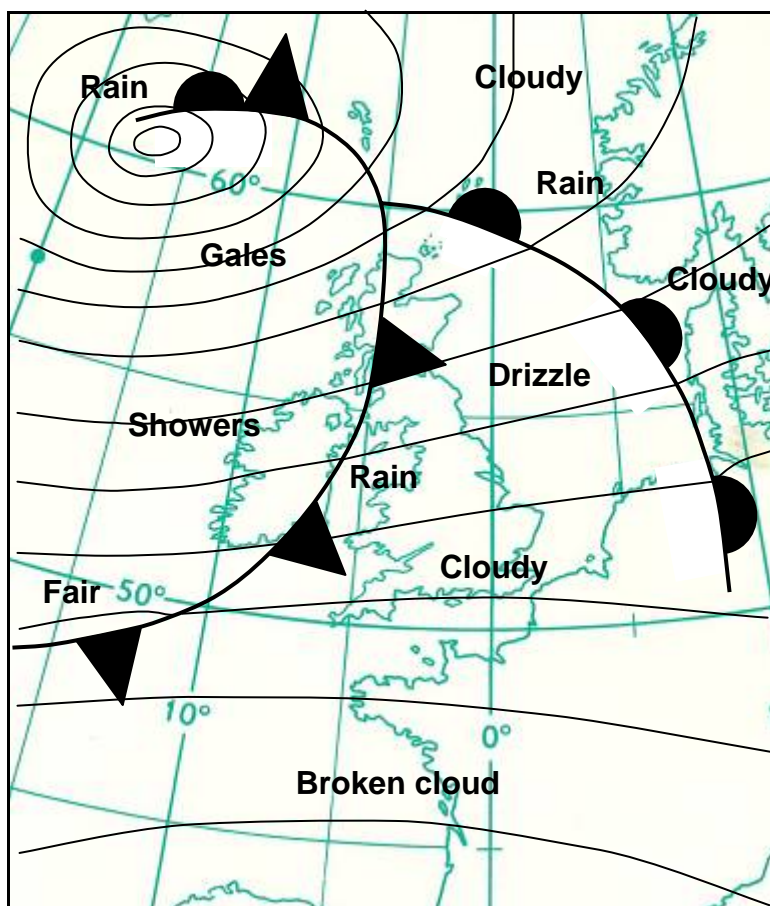 Cloudy
Rain
Rain
60°
Gales
Cloudy
Drizzle
Showers
Rain
Cloudy
Fair
50°
10°
0°
Broken cloud